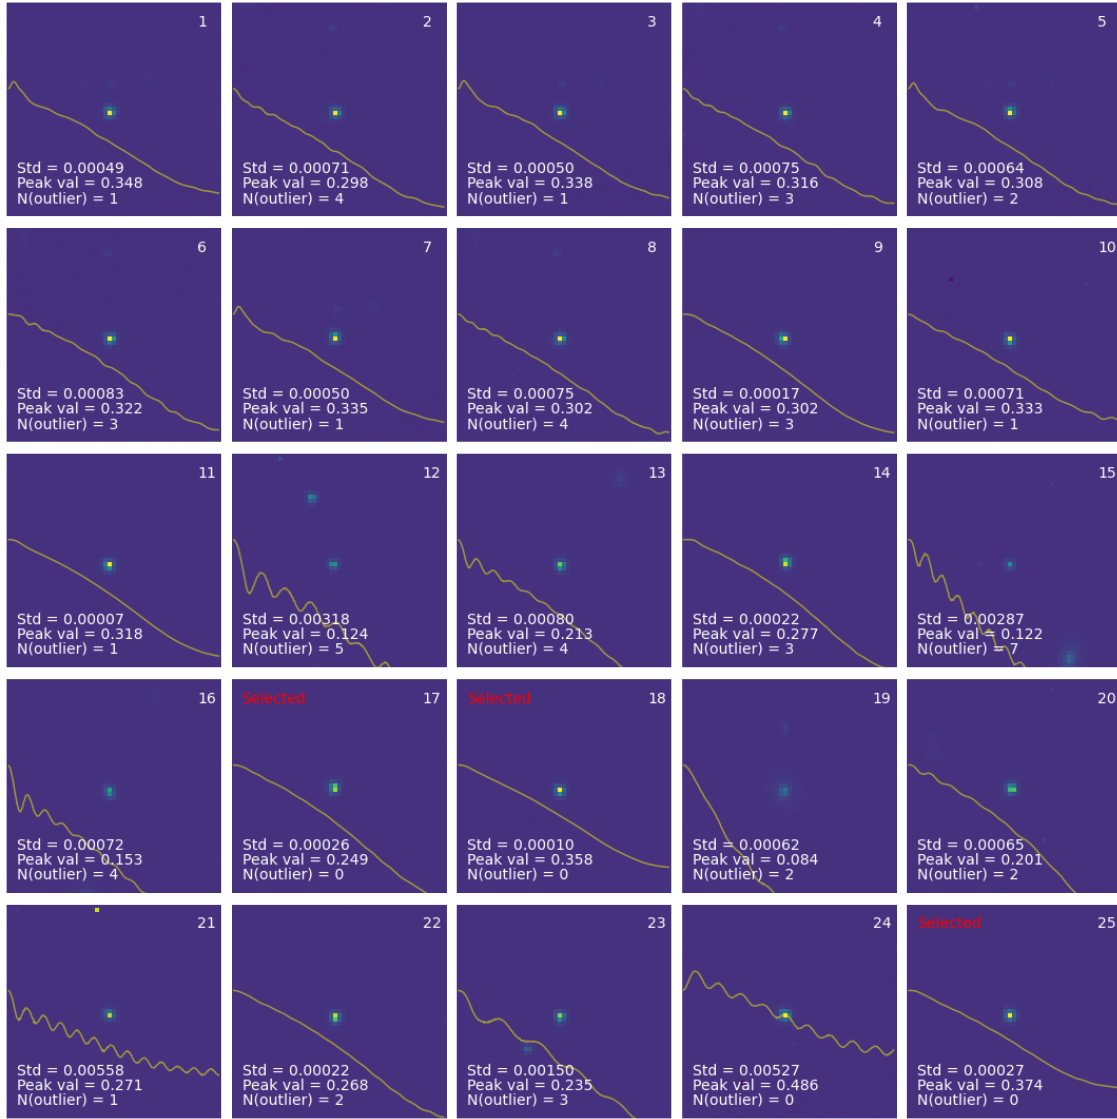 1
Std = 0.00049
Peak val = 0.348
N(outlier) = 1
2
Std = 0.00071
Peak val = 0.298
N(outlier) = 4
3
Std = 0.00050
Peak val = 0.338
N(outlier) = 1
4
Std = 0.00075
Peak val = 0.316
N(outlier) = 3
5
Std = 0.00064
Peak val = 0.308
N(outlier) = 2
6
Std = 0.00083
Peak val = 0.322
N(outlier) = 3
7
Std = 0.00050
Peak val = 0.335
N(outlier) = 1
8
Std = 0.00075
Peak val = 0.302
N(outlier) = 4
9
Std = 0.00017
Peak val = 0.302
N(outlier) = 3
10
Std = 0.00071
Peak val = 0.333
N(outlier) = 1
11
Std = 0.00007
Peak val = 0.318
N(outlier) = 1
12
Std = 0.00318
Peak val = 0.124
N(outlier) = 5
13
Std = 0.00080
Peak val = 0.213
N(outlier) = 4
14
Std = 0.00022
Peak val = 0.277
N(outlier) = 3
15
Std = 0.00287
Peak val = 0.122
N(outlier) = 7
16
Std = 0.00072
Peak val = 0.153
N(outlier) = 4
Selected
17
Std = 0.00026
Peak val = 0.249
N(outlier) = 0
Selected
18
Std = 0.00010
Peak val = 0.358
N(outlier) = 0
19
Std = 0.00062
Peak val = 0.084
N(outlier) = 2
20
Std = 0.00065
Peak val = 0.201
N(outlier) = 2
21
Std = 0.00558
Peak val = 0.271
N(outlier) = 1
22
Std = 0.00022
Peak val = 0.268
N(outlier) = 2
23
Std = 0.00150
Peak val = 0.235
N(outlier) = 3
24
Std = 0.00527
Peak val = 0.486
N(outlier) = 0
Selected
25
Std = 0.00027
Peak val = 0.374
N(outlier) = 0